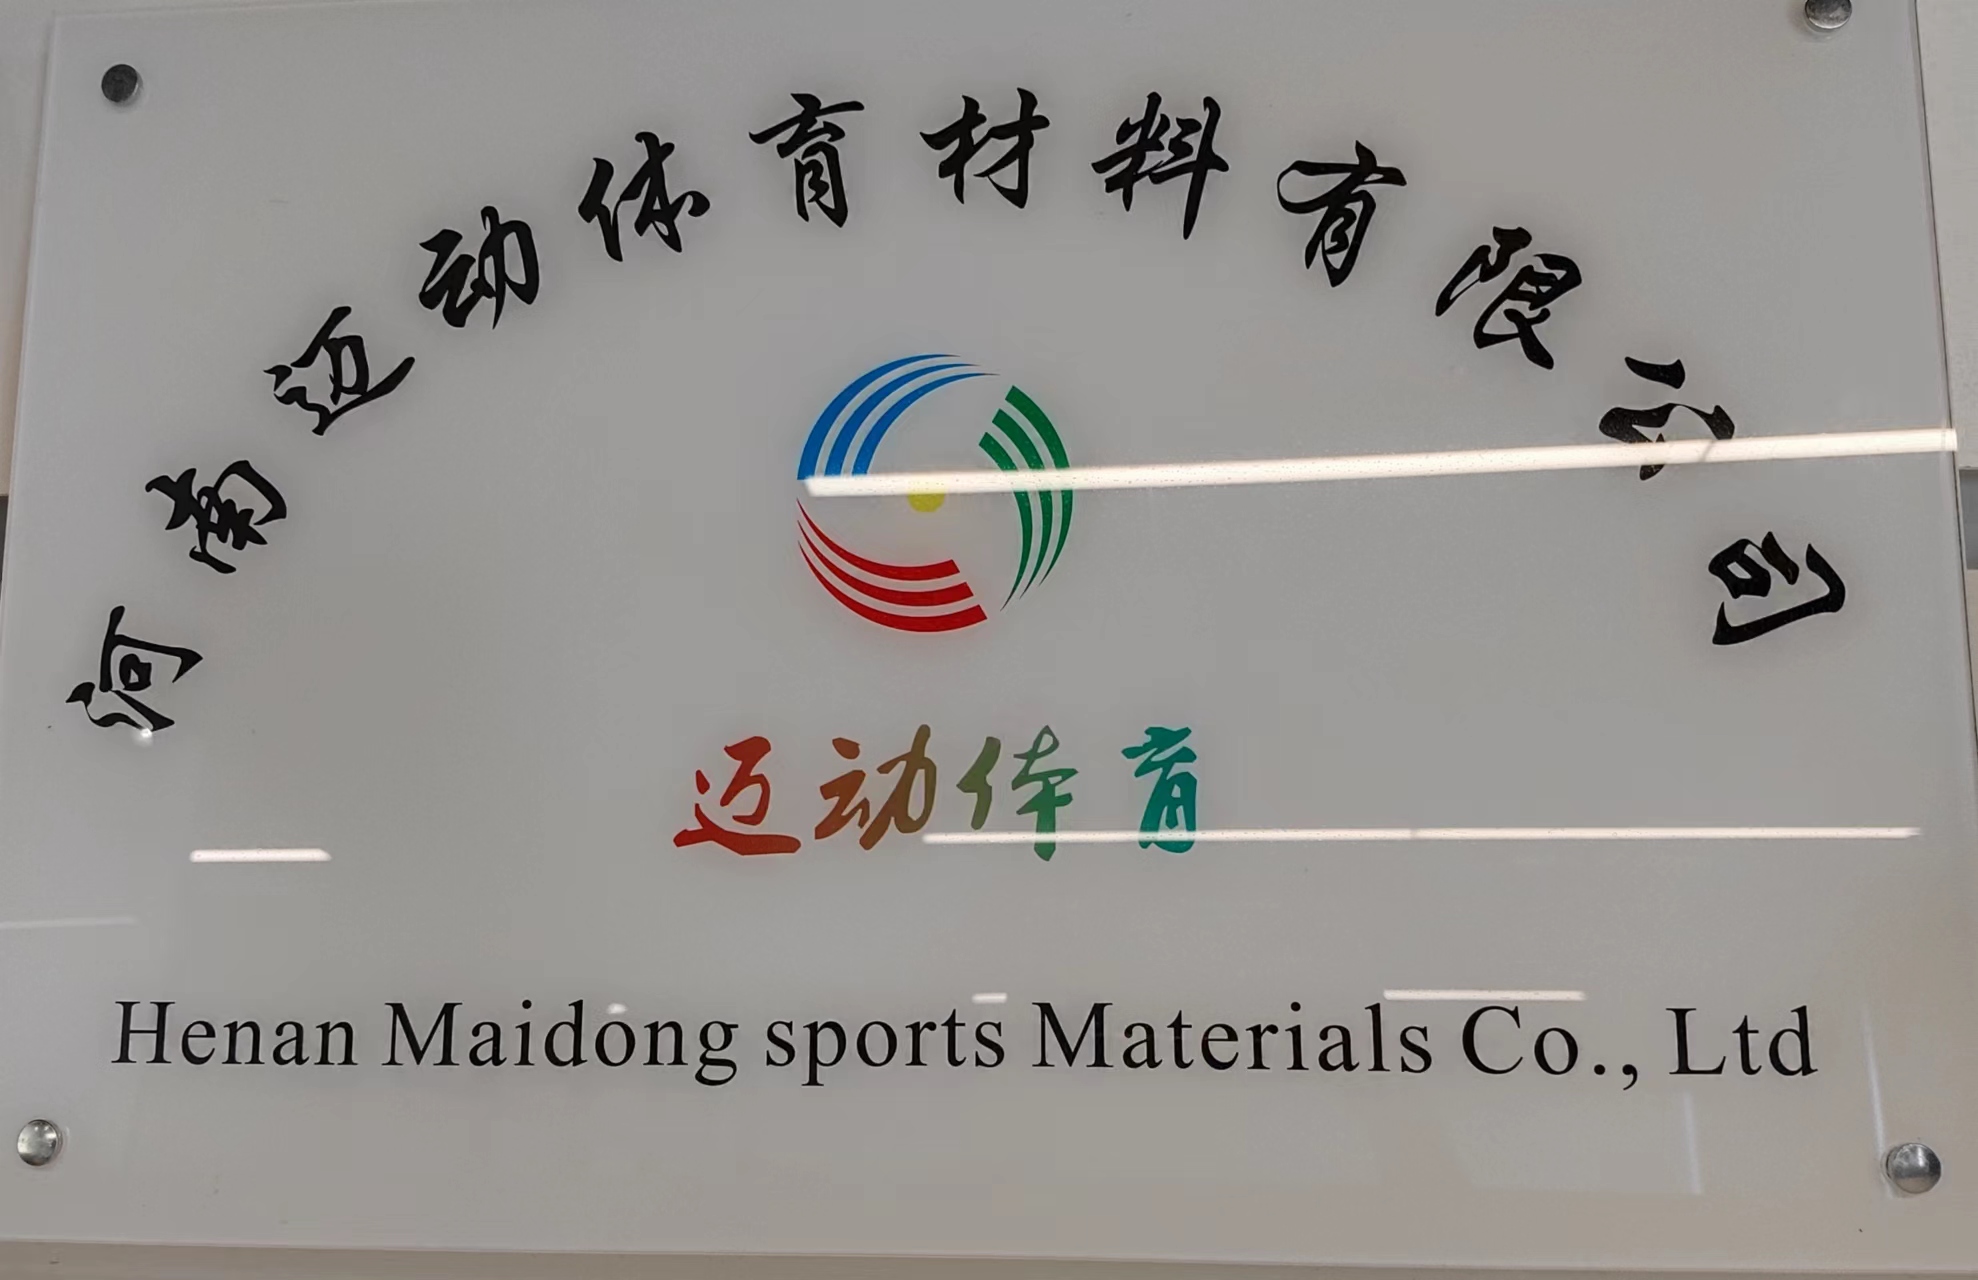 河南迈动体育材料有限公司
迈动体育
Henan Maidong sports Materials Co., Ltd